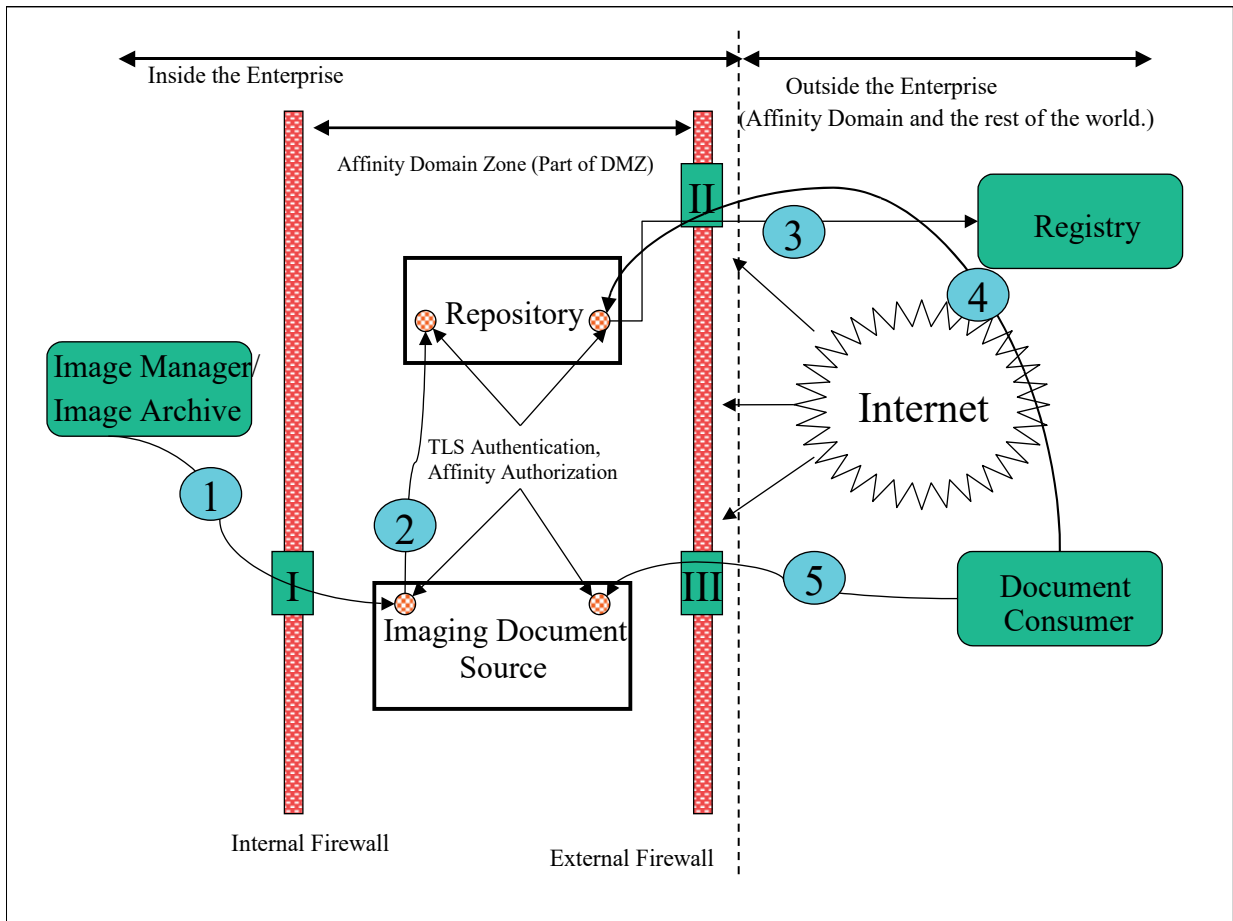 Inside the Enterprise
Outside the Enterprise
(Affinity Domain and the rest of the world.)
Affinity Domain Zone (Part of DMZ)
II
3
Registry
Repository
4
Image Manager/
Image Archive
Internet
TLS Authentication,
Affinity Authorization
1
2
I
III
5
Document
Consumer
Imaging Document
Source
Internal Firewall
External Firewall